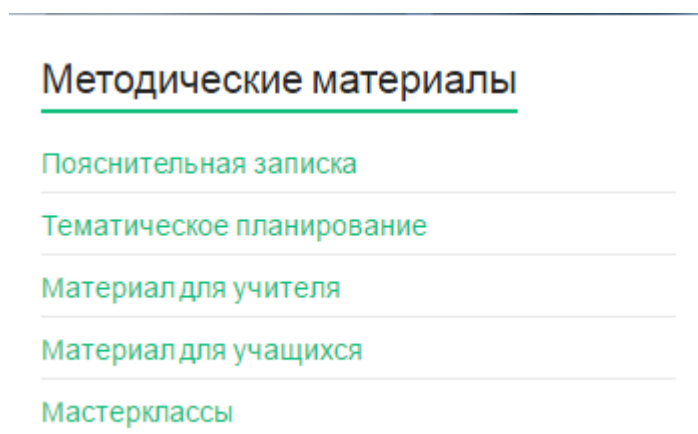 Методические материалы
Пояснительная записка
Тематическое планирование
Материал для учителя
Материал для учащихся
Мастерклассы